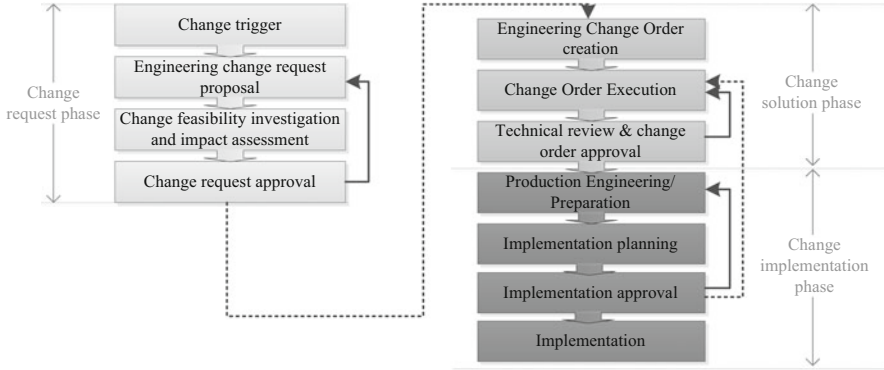 Change trigger
Engineering change request
proposal
Change feasibility investigation
and impact assessment
Change request approval
Change
request phase
Engineering Change Order
creation
Change Order Execution
Technical review & change
order approval
Production Engineering/
Preparation
Implementation planning
Implementation approval
Implementation
Change
solution phase
Change
implementation
phase